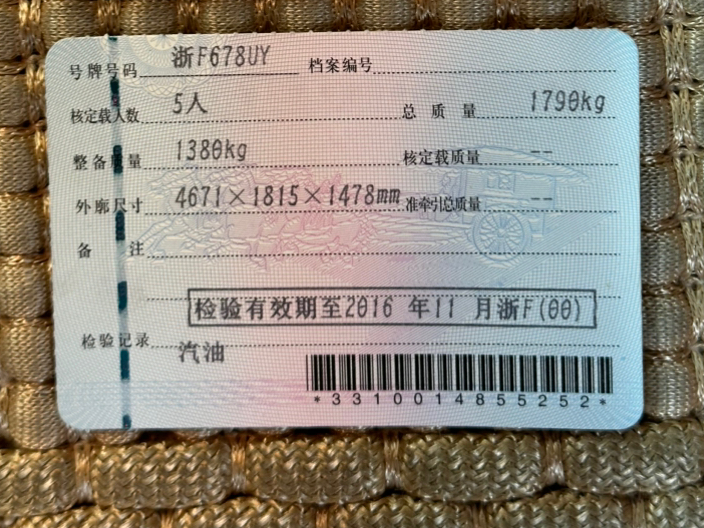 号牌号码 浙F678UY 档案编号
核定载人数 5人 总质量 1790kg
整备质量 1380kg 核定载质量 --
外廓尺寸 4671×1815×1478mm 准牵引总质量 --
备注
检验有效期至2016 年11 月浙F(00)
检验记录
汽油
*3310014855252*